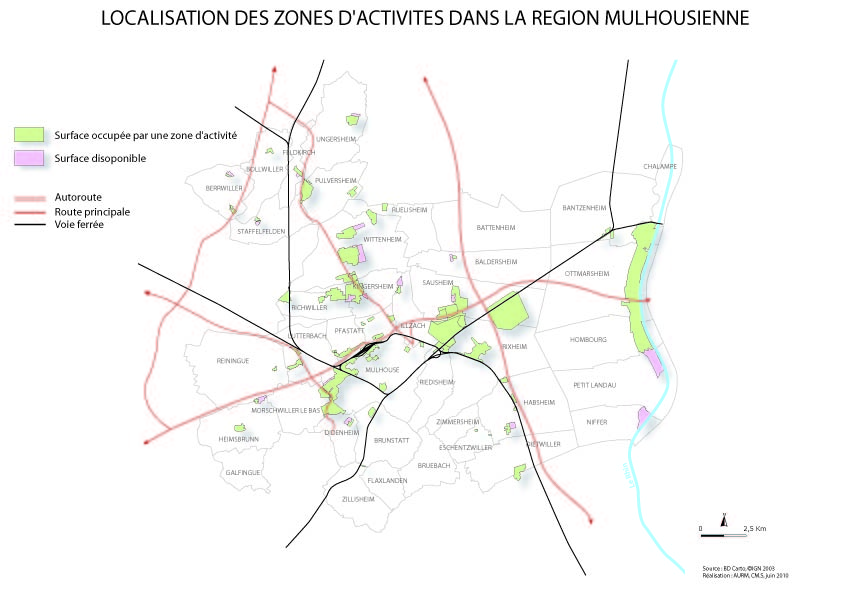 LOCALISATION DES ZONES D'ACTIVITES DANS LA REGION MULHOUSIENNE
Surface occupée par une zone d'activité
Surface disoponible
Autoroute
Route principale
Voie ferrée
UNGERSHEIM
FELDKIRCH
BOLLWILLER
PULVERSHEIM
BERRWILLER
STAFFELFELDEN
RUELISHEIM
WITTENHEIM
BATTENHEIM
BANTZENHEIM
CHALAMPE
BALDERSHEIM
OTTMARSHEIM
KINGERSHEIM
SAUSHEIM
RICHWILLER
LUTTERBACH
PFASTATT
ILLZACH
RIXHEIM
HOMBOURG
REININGUE
MULHOUSE
RIEDISHEIM
PETIT LANDAU
HABSHEIM
MORSCHWILLER LE BAS
NIFFER
ZIMMERSHEIM
HEIMSBRUNN
DIDENHEIM
BRUNSTATT
ESCHENTZWILLER
DIETWILLER
BRUEBACH
GALFINGUE
FLAXLANDEN
ZILLISHEIM
N
0 2,5 Km
Source : BD Carto, ©IGN 2003
Réalisation : AURM, CM.S, juin 2010